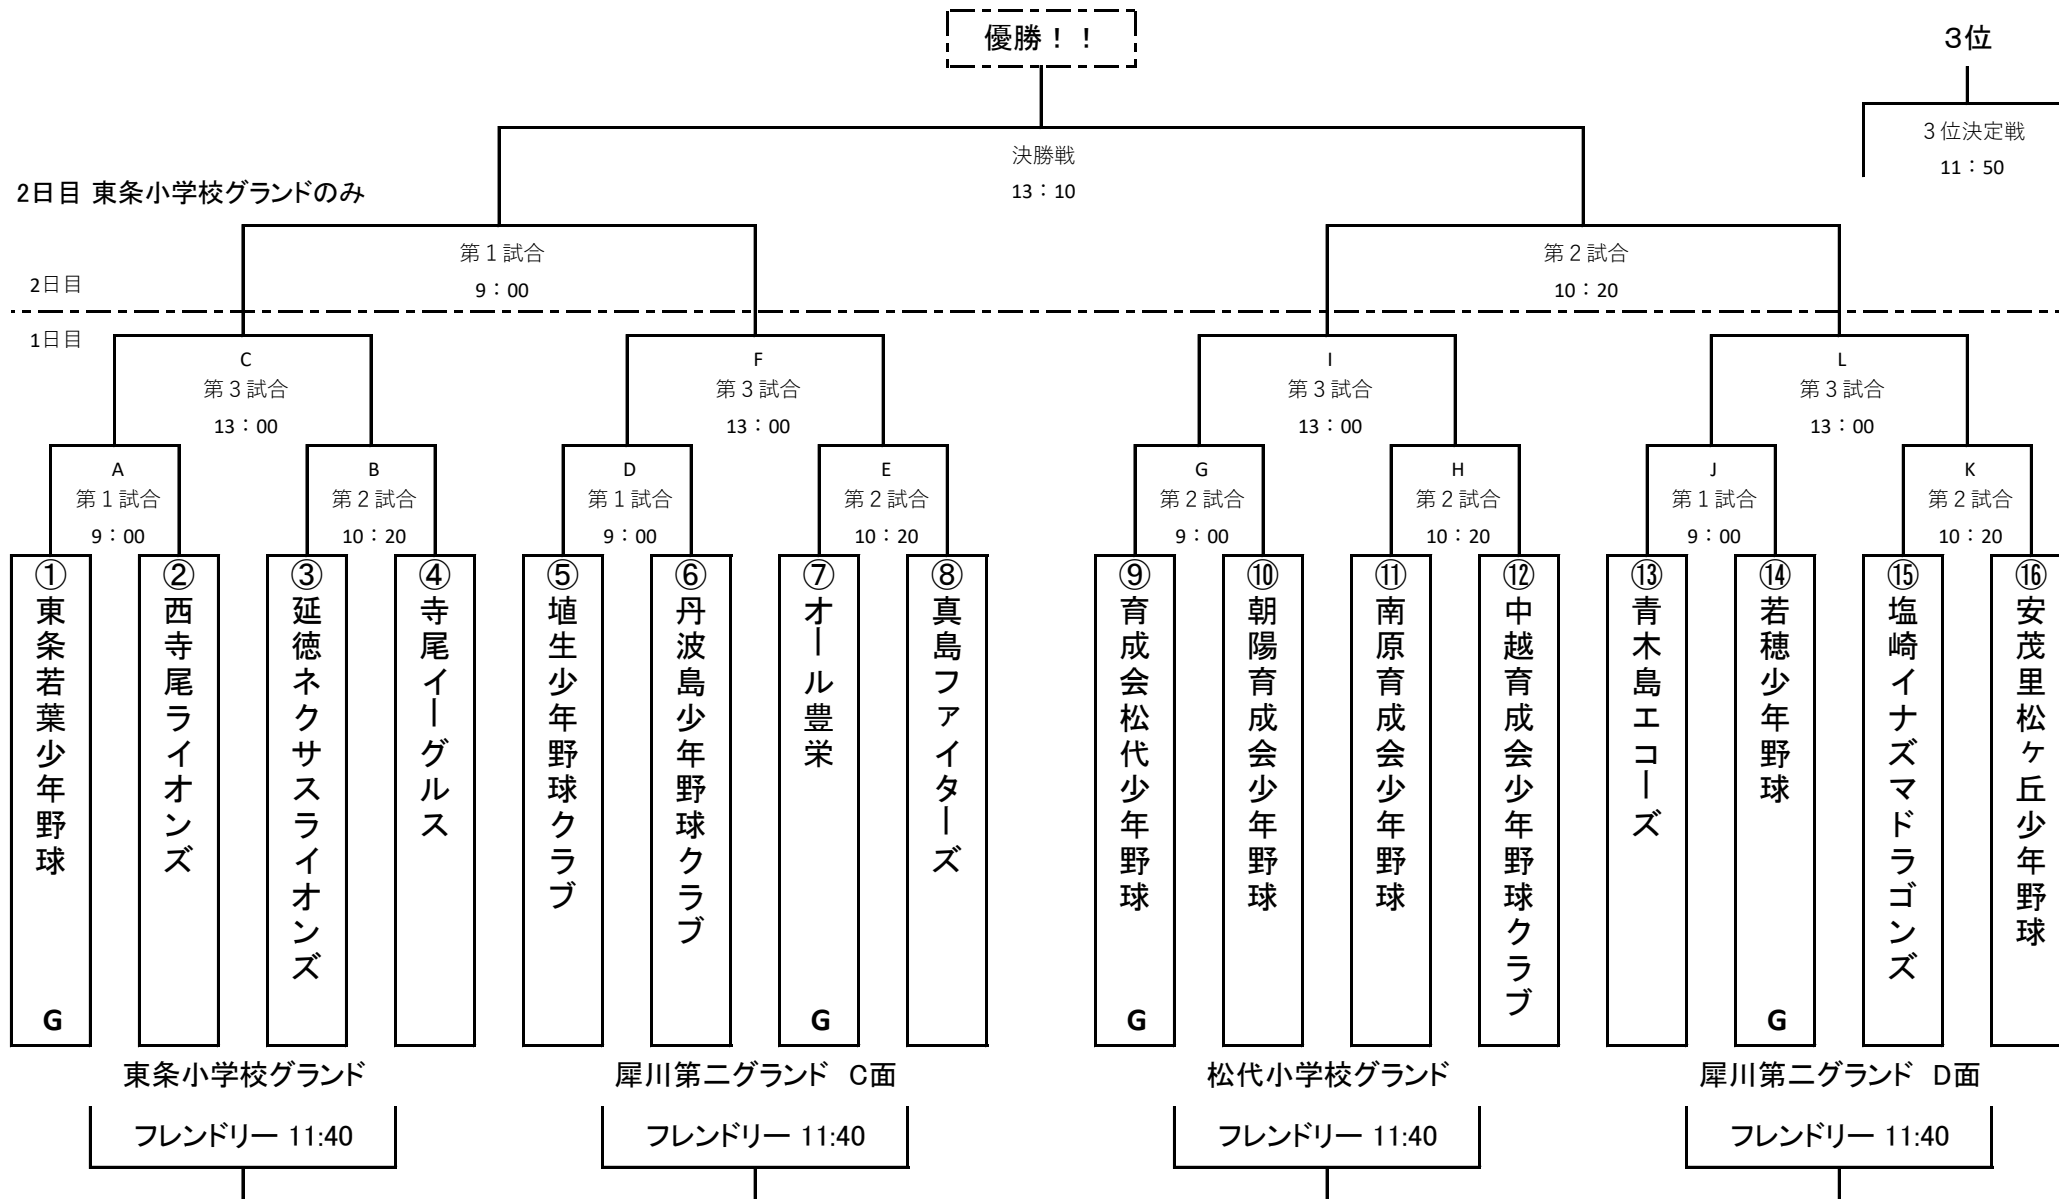 優勝！！
3位
3位決定戦
11：50
決勝戦
13：10
2日目 東条小学校グランドのみ
第1試合
9：00
第2試合
10：20
2日目
1日目
C
第3試合
13：00
F
第3試合
13：00
I
第3試合
13：00
L
第3試合
13：00
A
第1試合
9：00
B
第2試合
10：20
D
第1試合
9：00
E
第2試合
10：20
G
第2試合
9：00
H
第2試合
10：20
J
第1試合
9：00
K
第2試合
10：20
①東条若葉少年野球 G
②西寺尾ライオンズ
③延徳ネクサスライオンズ
④寺尾イーグルス
⑤埴生少年野球クラブ
⑥丹波島少年野球クラブ
⑦オール豊栄 G
⑧真島ファイターズ
⑨育成会松代少年野球 G
⑩朝陽育成会少年野球
⑪南原育成会少年野球
⑫中越育成会少年野球クラブ
⑬青木島エコーズ
⑭若穂少年野球 G
⑮塩崎イナズマドラゴンズ
⑯安茂里松ヶ丘少年野球
東条小学校グランド
犀川第二グランド C面
松代小学校グランド
犀川第二グランド D面
フレンドリー 11:40
フレンドリー 11:40
フレンドリー 11:40
フレンドリー 11:40